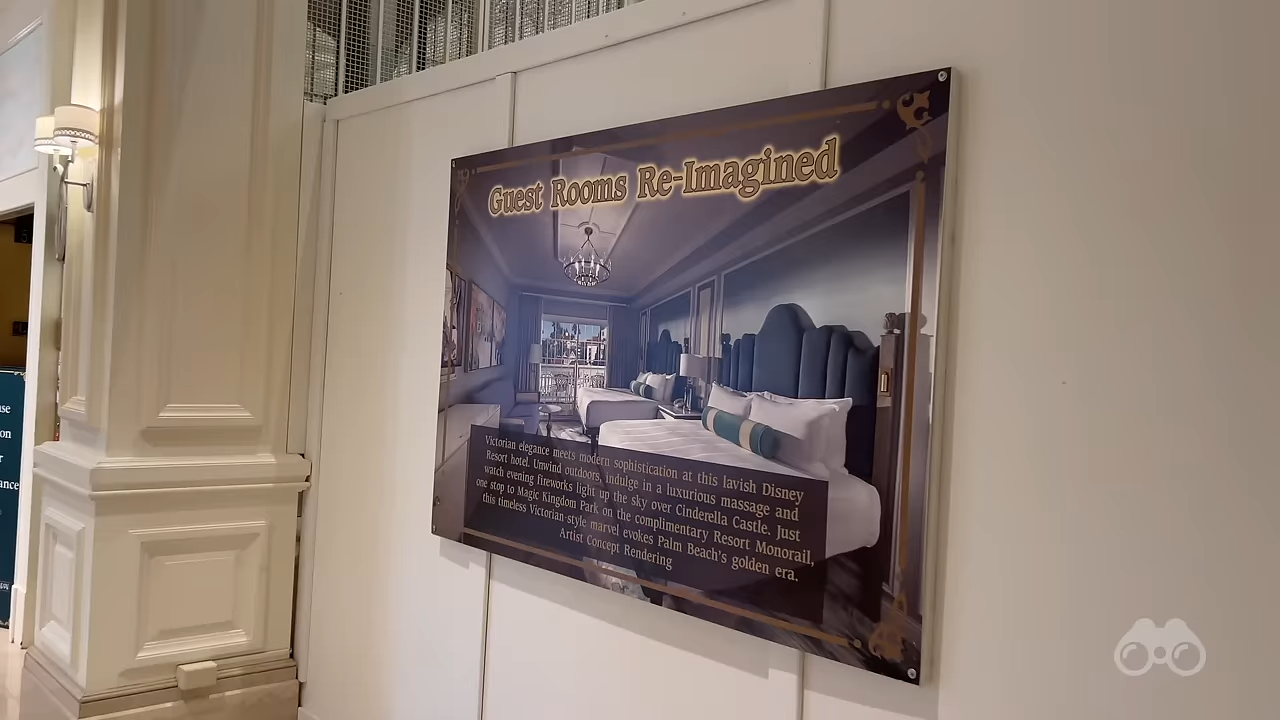 Guest Rooms Re-Imagined
Victorian elegance meets modern sophistication at this lavish Disney
Resort hotel. Unwind outdoors, indulge in a luxurious massage and
watch evening fireworks light up the sky over Cinderella Castle. Just
one stop to Magic Kingdom Park on the complimentary Resort Monorail,
this timeless Victorian-style marvel evokes Palm Beach's golden era.
Artist Concept Rendering
on